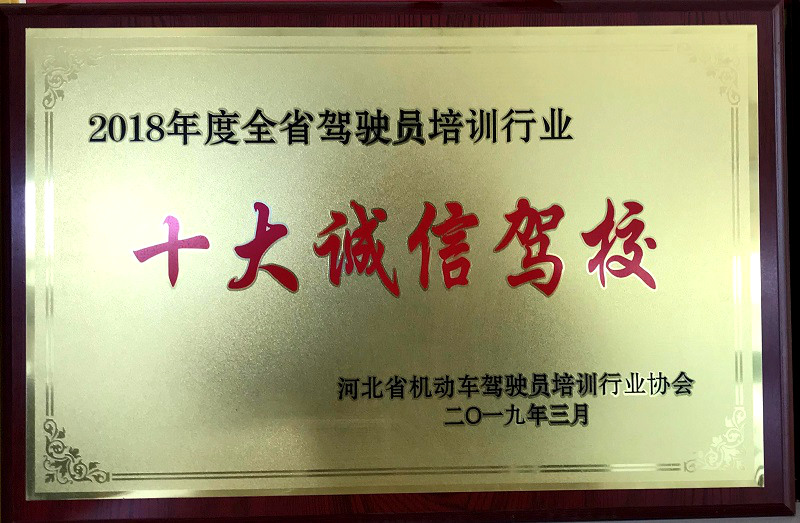 2018年度全省驾驶员培训行业
十大诚信驾校
河北省机动车驾驶员培训行业协会
二〇一九年三月